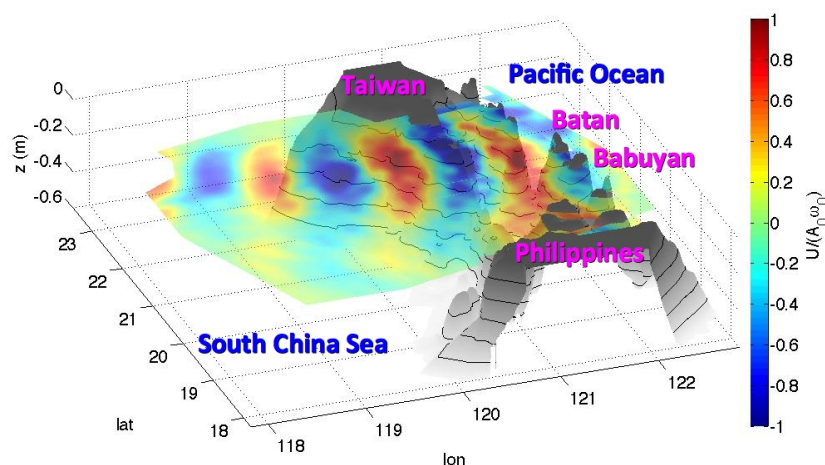 Taiwan
Pacific Ocean
Batan
Babuyan
Philippines
South China Sea
0
-0.2
-0.4
-0.6
z (m)
23
22
21
20
19
18
lat
118
119
120
121
122
lon
1
0.8
0.6
0.4
0.2
0
-0.2
-0.4
-0.6
-0.8
-1
U/(A₀ω₀)